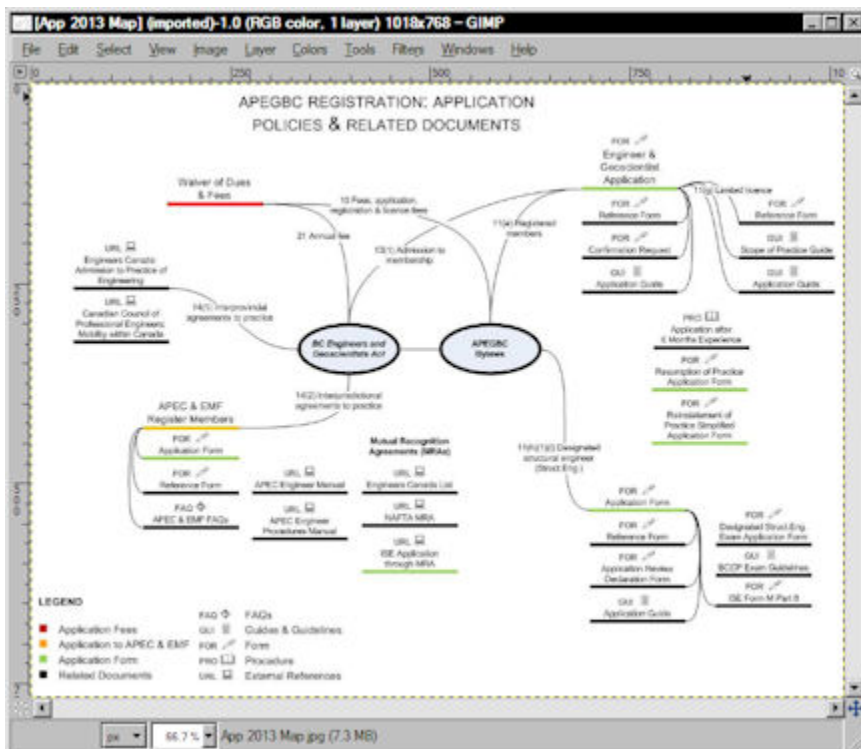 [App 2013 Map] (imported)-1.0 (RGB color, 1 layer) 1018x768 – GIMP
File Edit Select View Image Layer Colors Tools Filters Windows Help
0 250 500 750
APEGBC REGISTRATION: APPLICATION
POLICIES & RELATED DOCUMENTS
Waiver of Dues
& Fees
10 Fees, application,
registration & licence fees
21 Annual fee
13(1) Admission to
membership
11(e) Registered
members
FOR
Engineer &
Geoscientist
Application
FOR
Reference Form
FOR
Confirmation Request
GUI
Application Guide
11(g) Limited licence
FOR
Reference Form
GUI
Scope of Practice Guide
GUI
Application Guide
URL
Engineers Canada
Admission to Practice of
Engineering
URL
Canadian Council of
Professional Engineers
Mobility within Canada
14(1) Interprovincial
agreements to practice
BC Engineers and
Geoscientists Act
APEGBC
Bylaws
PRO
Application after
6 Months Experience
FOR
Resumption of Practice
Application Form
FOR
Reinstatement of
Practice Simplified
Application Form
14(2) Interjurisdictional
agreements to practice
APEC & EMF
Register Members
FOR
Application Form
FOR
Reference Form
FAQ
APEC & EMF FAQs
URL
APEC Engineer Manual
URL
APEC Engineer
Procedures Manual
Mutual Recognition
Agreements (MRAs)
URL
Engineers Canada List
URL
NAFTA MRA
URL
ISE Application
through MRA
Designated
structural engineer
(Struct.Eng.)
FOR
Application Form
FOR
Reference Form
FOR
Application Review
Declaration Form
GUI
Application Guide
FOR
Designated Struct.Eng.
Exam Application Form
GUI
BCCP Exam Guidelines
FOR
ISE Form M Part B
LEGEND
Application Fees
Application to APEC & EMF
Application Form
Related Documents
FAQ FAQs
GUI Guides & Guidelines
FOR Form
PRO Procedure
URL External References
px 66.7% App 2013 Map.jpg (7.3 MB)